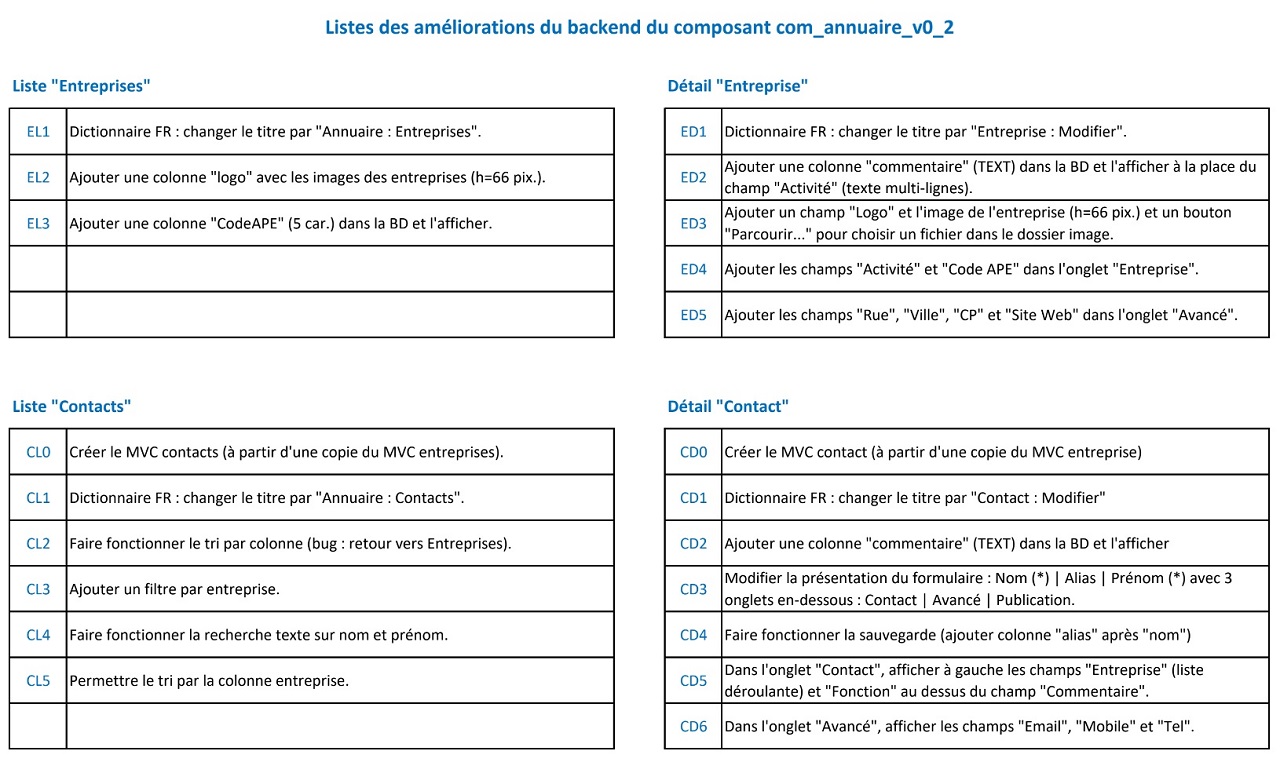 Listes des améliorations du backend du composant com_annuaire_v0_2
Liste "Entreprises"
EL1 Dictionnaire FR : changer le titre par "Annuaire : Entreprises".
EL2 Ajouter une colonne "logo" avec les images des entreprises (h=66 pix.).
EL3 Ajouter une colonne "CodeAPE" (5 car.) dans la BD et l'afficher.
Détail "Entreprise"
ED1 Dictionnaire FR : changer le titre par "Entreprise : Modifier".
ED2 Ajouter une colonne "commentaire" (TEXT) dans la BD et l'afficher à la place du
champ "Activité" (texte multi-lignes).
ED3 Ajouter un champ "Logo" et l'image de l'entreprise (h=66 pix.) et un bouton
"Parcourir..." pour choisir un fichier dans le dossier image.
ED4 Ajouter les champs "Activité" et "Code APE" dans l'onglet "Entreprise".
ED5 Ajouter les champs "Rue", "Ville", "CP" et "Site Web" dans l'onglet "Avancé".
Liste "Contacts"
CL0 Créer le MVC contacts (à partir d'une copie du MVC entreprises).
CL1 Dictionnaire FR : changer le titre par "Annuaire : Contacts".
CL2 Faire fonctionner le tri par colonne (bug : retour vers Entreprises).
CL3 Ajouter un filtre par entreprise.
CL4 Faire fonctionner la recherche texte sur nom et prénom.
CL5 Permettre le tri par la colonne entreprise.
Détail "Contact"
CD0 Créer le MVC contact (à partir d'une copie du MVC entreprise)
CD1 Dictionnaire FR : changer le titre par "Contact : Modifier"
CD2 Ajouter une colonne "commentaire" (TEXT) dans la BD et l'afficher
CD3 Modifier la présentation du formulaire : Nom (*) | Alias | Prénom (*) avec 3
onglets en-dessous : Contact | Avancé | Publication.
CD4 Faire fonctionner la sauvegarde (ajouter colonne "alias" après "nom")
CD5 Dans l'onglet "Contact", afficher à gauche les champs "Entreprise" (liste
déroulante) et "Fonction" au dessus du champ "Commentaire".
CD6 Dans l'onglet "Avancé", afficher les champs "Email", "Mobile" et "Tel".